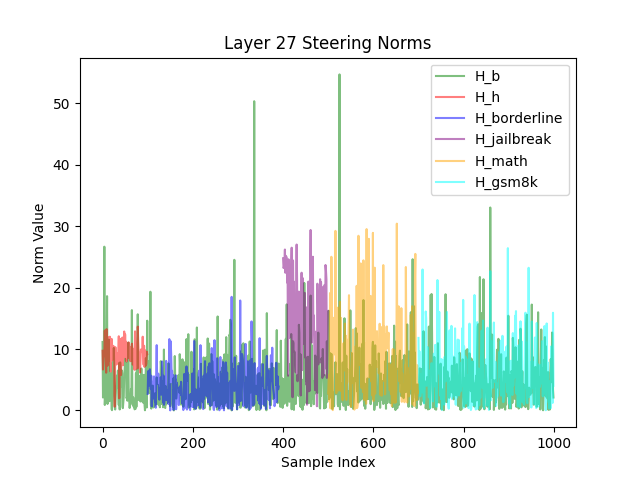 Layer 27 Steering Norms
H_b
H_h
H_borderline
H_jailbreak
H_math
H_gsm8k
Norm Value
50
40
30
20
10
0
0
200
400
600
800
1000
Sample Index